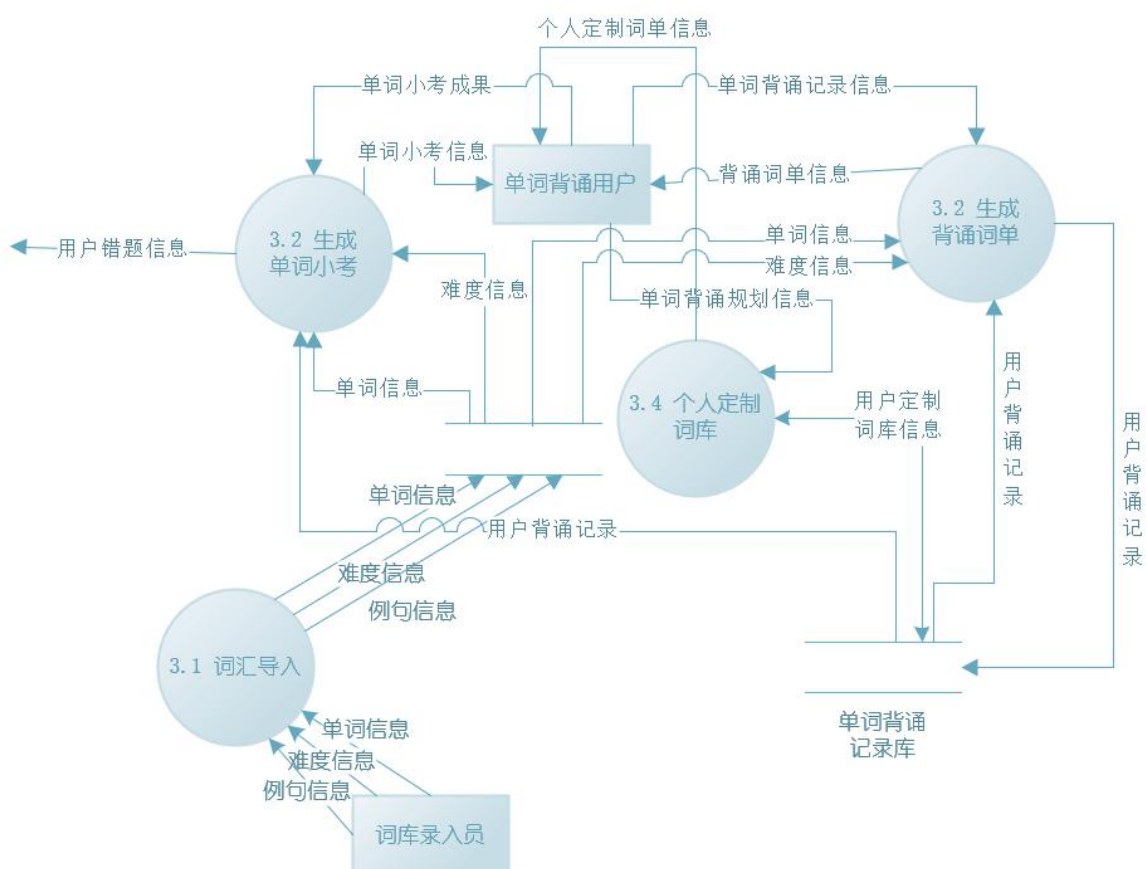 个人定制词单信息
单词小考成果
单词背诵记录信息
单词小考信息
单词背诵用户
背诵词单信息
3.2 生成
单词小考
3.2 生成
背诵词单
用户错题信息
单词信息
难度信息
难度信息
单词背诵规划信息
单词信息
3.4 个人定制
词库
用户定制
词库信息
用户背诵记录
用户背诵记录
单词信息
用户背诵记录
难度信息
例句信息
3.1 词汇导入
单词背诵
记录库
单词信息
难度信息
例句信息
词库录入员